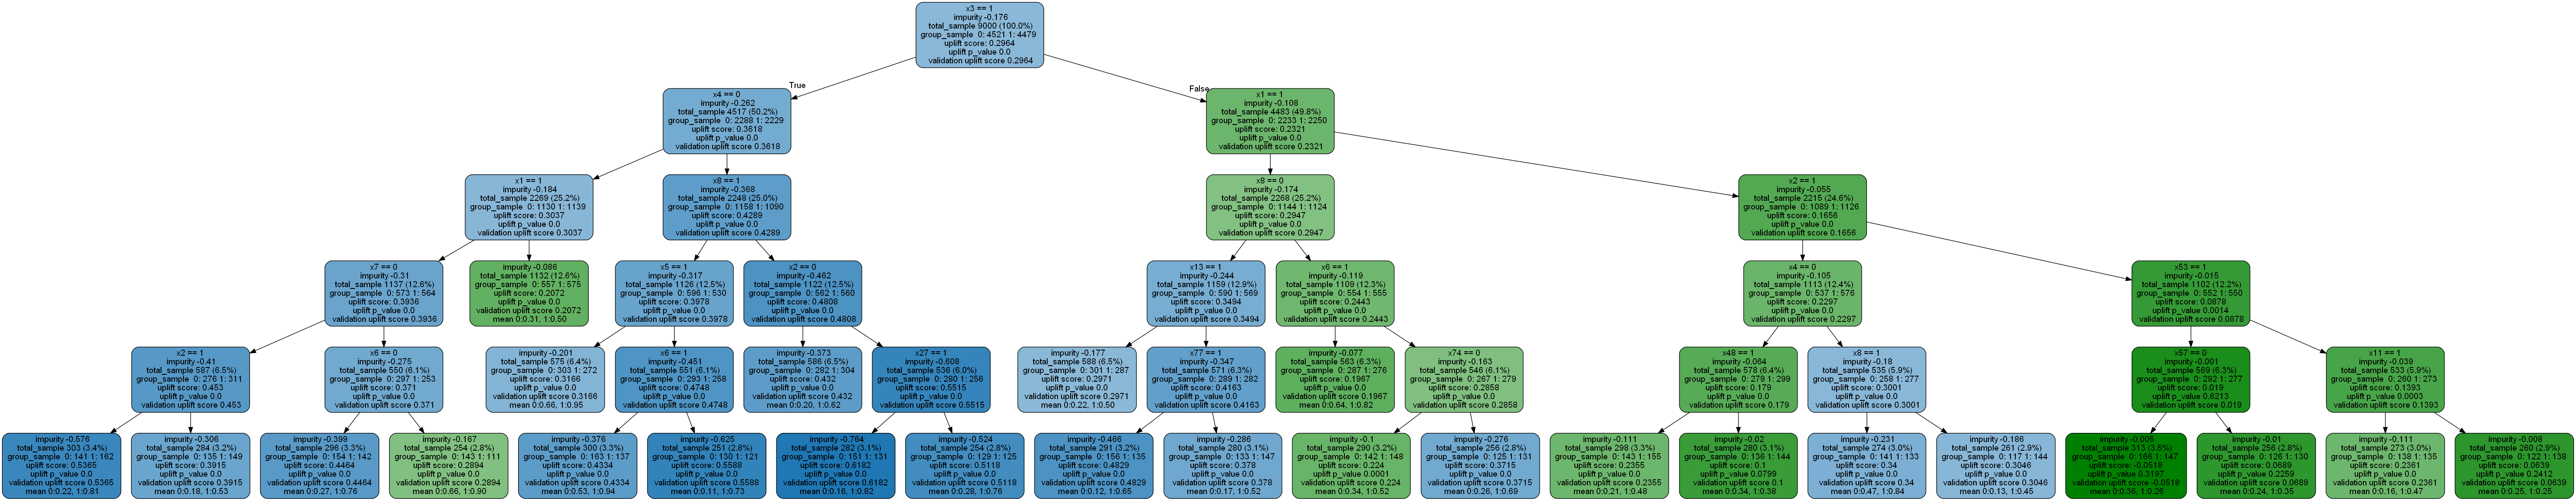 x3 == 1
impurity -0.176
total_sample 9000 (100.0%)
group_sample 0: 4521 1: 4479
uplift score: 0.2964
uplift p_value 0.0
validation uplift score 0.2964
True
False
x4 == 0
impurity -0.262
total_sample 4517 (50.2%)
group_sample 0: 2288 1: 2229
uplift score: 0.3618
uplift p_value 0.0
validation uplift score 0.3618
x1 == 1
impurity -0.108
total_sample 4483 (49.8%)
group_sample 0: 2233 1: 2250
uplift score: 0.2321
uplift p_value 0.0
validation uplift score 0.2321
x1 == 1
impurity -0.184
total_sample 2269 (25.2%)
group_sample 0: 1130 1: 1139
uplift score: 0.3037
uplift p_value 0.0
validation uplift score 0.3037
x8 == 1
impurity -0.368
total_sample 2248 (25.0%)
group_sample 0: 1158 1: 1090
uplift score: 0.4289
uplift p_value 0.0
validation uplift score 0.4289
x8 == 0
impurity -0.174
total_sample 2268 (25.2%)
group_sample 0: 1144 1: 1124
uplift score: 0.2947
uplift p_value 0.0
validation uplift score 0.2947
x2 == 1
impurity -0.055
total_sample 2215 (24.6%)
group_sample 0: 1089 1: 1126
uplift score: 0.1656
uplift p_value 0.0
validation uplift score 0.1656
x7 == 0
impurity -0.31
total_sample 1137 (12.6%)
group_sample 0: 573 1: 564
uplift score: 0.3936
uplift p_value 0.0
validation uplift score 0.3936
impurity -0.086
total_sample 1132 (12.6%)
group_sample 0: 557 1: 575
uplift score: 0.2072
uplift p_value 0.0
validation uplift score 0.2072
mean 0:0.31, 1:0.50
x5 == 1
impurity -0.317
total_sample 1126 (12.5%)
group_sample 0: 596 1: 530
uplift score: 0.3978
uplift p_value 0.0
validation uplift score 0.3978
x2 == 0
impurity -0.462
total_sample 1122 (12.5%)
group_sample 0: 562 1: 560
uplift score: 0.4808
uplift p_value 0.0
validation uplift score 0.4808
x13 == 1
impurity -0.244
total_sample 1159 (12.9%)
group_sample 0: 590 1: 569
uplift score: 0.3494
uplift p_value 0.0
validation uplift score 0.3494
x6 == 1
impurity -0.119
total_sample 1109 (12.3%)
group_sample 0: 554 1: 555
uplift score: 0.2443
uplift p_value 0.0
validation uplift score 0.2443
x4 == 0
impurity -0.105
total_sample 1113 (12.4%)
group_sample 0: 537 1: 576
uplift score: 0.2297
uplift p_value 0.0
validation uplift score 0.2297
x53 == 1
impurity -0.015
total_sample 1102 (12.2%)
group_sample 0: 552 1: 550
uplift score: 0.0878
uplift p_value 0.0014
validation uplift score 0.0878
x2 == 1
impurity -0.41
total_sample 587 (6.5%)
group_sample 0: 276 1: 311
uplift score: 0.453
uplift p_value 0.0
validation uplift score 0.453
x6 == 0
impurity -0.275
total_sample 550 (6.1%)
group_sample 0: 297 1: 253
uplift score: 0.371
uplift p_value 0.0
validation uplift score 0.371
impurity -0.201
total_sample 575 (6.4%)
group_sample 0: 303 1: 272
uplift score: 0.3166
uplift p_value 0.0
validation uplift score 0.3166
mean 0:0.66, 1:0.95
x6 == 1
impurity -0.451
total_sample 551 (6.1%)
group_sample 0: 293 1: 258
uplift score: 0.4748
uplift p_value 0.0
validation uplift score 0.4748
impurity -0.373
total_sample 586 (6.5%)
group_sample 0: 282 1: 304
uplift score: 0.432
uplift p_value 0.0
validation uplift score 0.432
mean 0:0.20, 1:0.62
x27 == 1
impurity -0.608
total_sample 536 (6.0%)
group_sample 0: 280 1: 256
uplift score: 0.5515
uplift p_value 0.0
validation uplift score 0.5515
impurity -0.177
total_sample 588 (6.5%)
group_sample 0: 301 1: 287
uplift score: 0.2971
uplift p_value 0.0
validation uplift score 0.2971
mean 0:0.22, 1:0.50
x77 == 1
impurity -0.347
total_sample 571 (6.3%)
group_sample 0: 289 1: 282
uplift score: 0.4163
uplift p_value 0.0
validation uplift score 0.4163
impurity -0.077
total_sample 563 (6.3%)
group_sample 0: 287 1: 276
uplift score: 0.1967
uplift p_value 0.0
validation uplift score 0.1967
mean 0:0.64, 1:0.82
x74 == 0
impurity -0.163
total_sample 546 (6.1%)
group_sample 0: 267 1: 279
uplift score: 0.2858
uplift p_value 0.0
validation uplift score 0.2858
x48 == 1
impurity -0.064
total_sample 578 (6.4%)
group_sample 0: 279 1: 299
uplift score: 0.179
uplift p_value 0.0
validation uplift score 0.179
x8 == 1
impurity -0.18
total_sample 535 (5.9%)
group_sample 0: 258 1: 277
uplift score: 0.3001
uplift p_value 0.0
validation uplift score 0.3001
x57 == 0
impurity -0.001
total_sample 569 (6.3%)
group_sample 0: 292 1: 277
uplift score: 0.019
uplift p_value 0.6213
validation uplift score 0.019
x11 == 1
impurity -0.039
total_sample 533 (5.9%)
group_sample 0: 260 1: 273
uplift score: 0.1393
uplift p_value 0.0003
validation uplift score 0.1393
impurity -0.576
total_sample 303 (3.4%)
group_sample 0: 141 1: 162
uplift score: 0.5365
uplift p_value 0.0
validation uplift score 0.5365
mean 0:0.22, 1:0.81
impurity -0.306
total_sample 284 (3.2%)
group_sample 0: 135 1: 149
uplift score: 0.3915
uplift p_value 0.0
validation uplift score 0.3915
mean 0:0.18, 1:0.53
impurity -0.399
total_sample 296 (3.3%)
group_sample 0: 154 1: 142
uplift score: 0.4464
uplift p_value 0.0
validation uplift score 0.4464
mean 0:0.27, 1:0.76
impurity -0.167
total_sample 254 (2.8%)
group_sample 0: 143 1: 111
uplift score: 0.2894
uplift p_value 0.0
validation uplift score 0.2894
mean 0:0.66, 1:0.90
impurity -0.376
total_sample 300 (3.3%)
group_sample 0: 163 1: 137
uplift score: 0.4334
uplift p_value 0.0
validation uplift score 0.4334
mean 0:0.53, 1:0.94
impurity -0.625
total_sample 251 (2.8%)
group_sample 0: 130 1: 121
uplift score: 0.5588
uplift p_value 0.0
validation uplift score 0.5588
mean 0:0.11, 1:0.73
impurity -0.764
total_sample 282 (3.1%)
group_sample 0: 151 1: 131
uplift score: 0.6182
uplift p_value 0.0
validation uplift score 0.6182
mean 0:0.16, 1:0.82
impurity -0.524
total_sample 254 (2.8%)
group_sample 0: 129 1: 125
uplift score: 0.5118
uplift p_value 0.0
validation uplift score 0.5118
mean 0:0.28, 1:0.76
impurity -0.466
total_sample 291 (3.2%)
group_sample 0: 156 1: 135
uplift score: 0.4829
uplift p_value 0.0
validation uplift score 0.4829
mean 0:0.12, 1:0.65
impurity -0.286
total_sample 280 (3.1%)
group_sample 0: 133 1: 147
uplift score: 0.378
uplift p_value 0.0
validation uplift score 0.378
mean 0:0.17, 1:0.52
impurity -0.1
total_sample 290 (3.2%)
group_sample 0: 142 1: 148
uplift score: 0.224
uplift p_value 0.0001
validation uplift score 0.224
mean 0:0.34, 1:0.52
impurity -0.276
total_sample 256 (2.8%)
group_sample 0: 125 1: 131
uplift score: 0.3715
uplift p_value 0.0
validation uplift score 0.3715
mean 0:0.26, 1:0.69
impurity -0.111
total_sample 298 (3.3%)
group_sample 0: 143 1: 155
uplift score: 0.2355
uplift p_value 0.0
validation uplift score 0.2355
mean 0:0.21, 1:0.48
impurity -0.02
total_sample 280 (3.1%)
group_sample 0: 136 1: 144
uplift score: 0.1
uplift p_value 0.0799
validation uplift score 0.1
mean 0:0.34, 1:0.38
impurity -0.231
total_sample 274 (3.0%)
group_sample 0: 141 1: 133
uplift score: 0.34
uplift p_value 0.0
validation uplift score 0.34
mean 0:0.47, 1:0.84
impurity -0.186
total_sample 261 (2.9%)
group_sample 0: 117 1: 144
uplift score: 0.3046
uplift p_value 0.0
validation uplift score 0.3046
mean 0:0.13, 1:0.45
impurity -0.005
total_sample 313 (3.5%)
group_sample 0: 166 1: 147
uplift score: -0.0518
uplift p_value 0.3197
validation uplift score -0.0518
mean 0:0.36, 1:0.26
impurity -0.01
total_sample 256 (2.8%)
group_sample 0: 126 1: 130
uplift score: 0.0689
uplift p_value 0.2259
validation uplift score 0.0689
mean 0:0.24, 1:0.35
impurity -0.111
total_sample 273 (3.0%)
group_sample 0: 138 1: 135
uplift score: 0.2361
uplift p_value 0.0
validation uplift score 0.2361
mean 0:0.16, 1:0.47
impurity -0.008
total_sample 260 (2.9%)
group_sample 0: 122 1: 138
uplift score: 0.0639
uplift p_value 0.2412
validation uplift score 0.0639
mean 0:0.25, 1:0.25